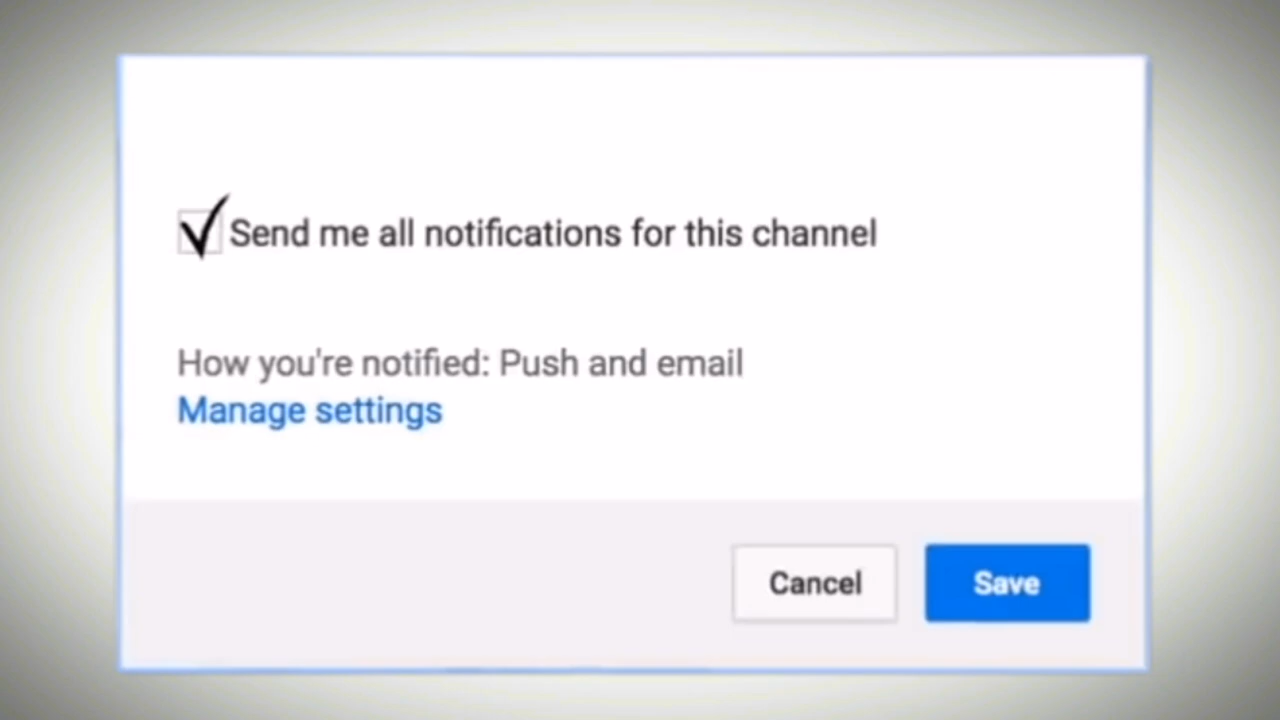 Send me all notifications for this channel
How you're notified: Push and email
Manage settings
Cancel
Save